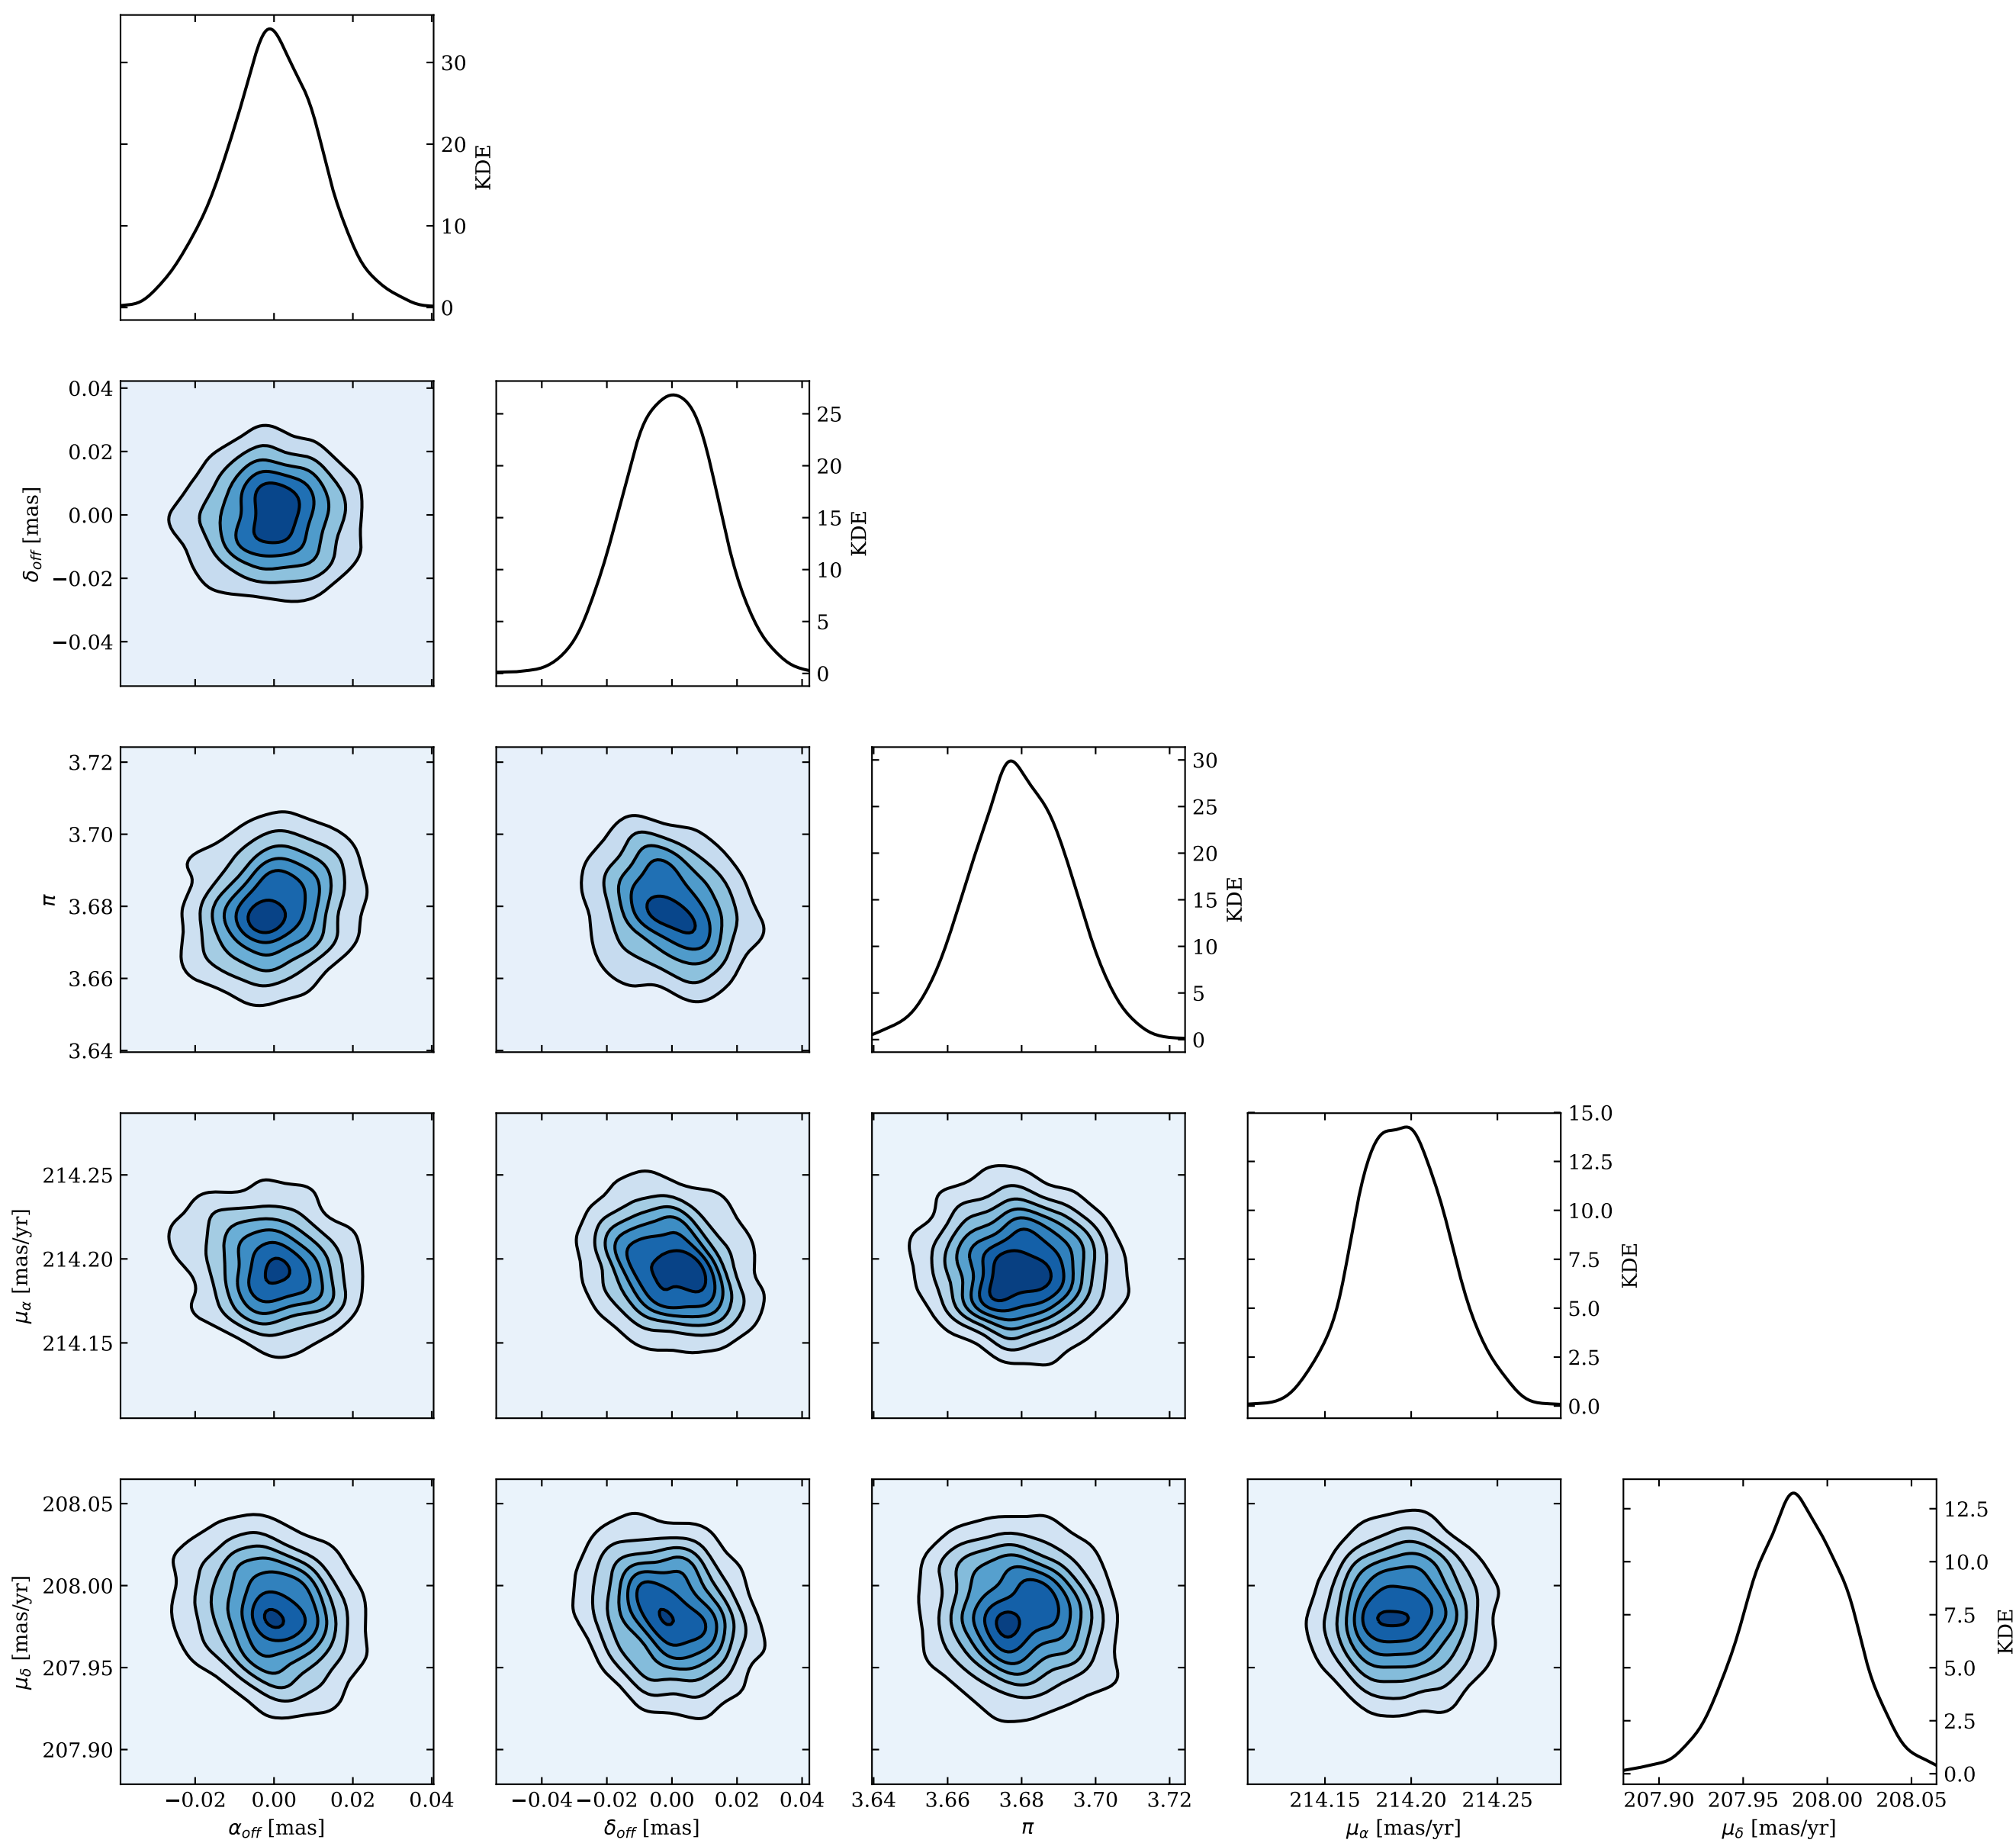 30
20
10
0
KDE
0.04
0.02
0.00
−0.02
−0.04
δoff [mas]
25
20
15
10
5
0
KDE
3.72
3.70
3.68
3.66
3.64
π
30
25
20
15
10
5
0
KDE
214.25
214.20
214.15
μα [mas/yr]
15.0
12.5
10.0
7.5
5.0
2.5
0.0
KDE
208.05
208.00
207.95
207.90
μδ [mas/yr]
12.5
10.0
7.5
5.0
2.5
0.0
KDE
−0.02 0.00 0.02 0.04
−0.04 −0.02 0.00 0.02 0.04
3.64 3.66 3.68 3.70 3.72
214.15 214.20 214.25
207.90 207.95 208.00 208.05
αoff [mas]
δoff [mas]
π
μα [mas/yr]
μδ [mas/yr]